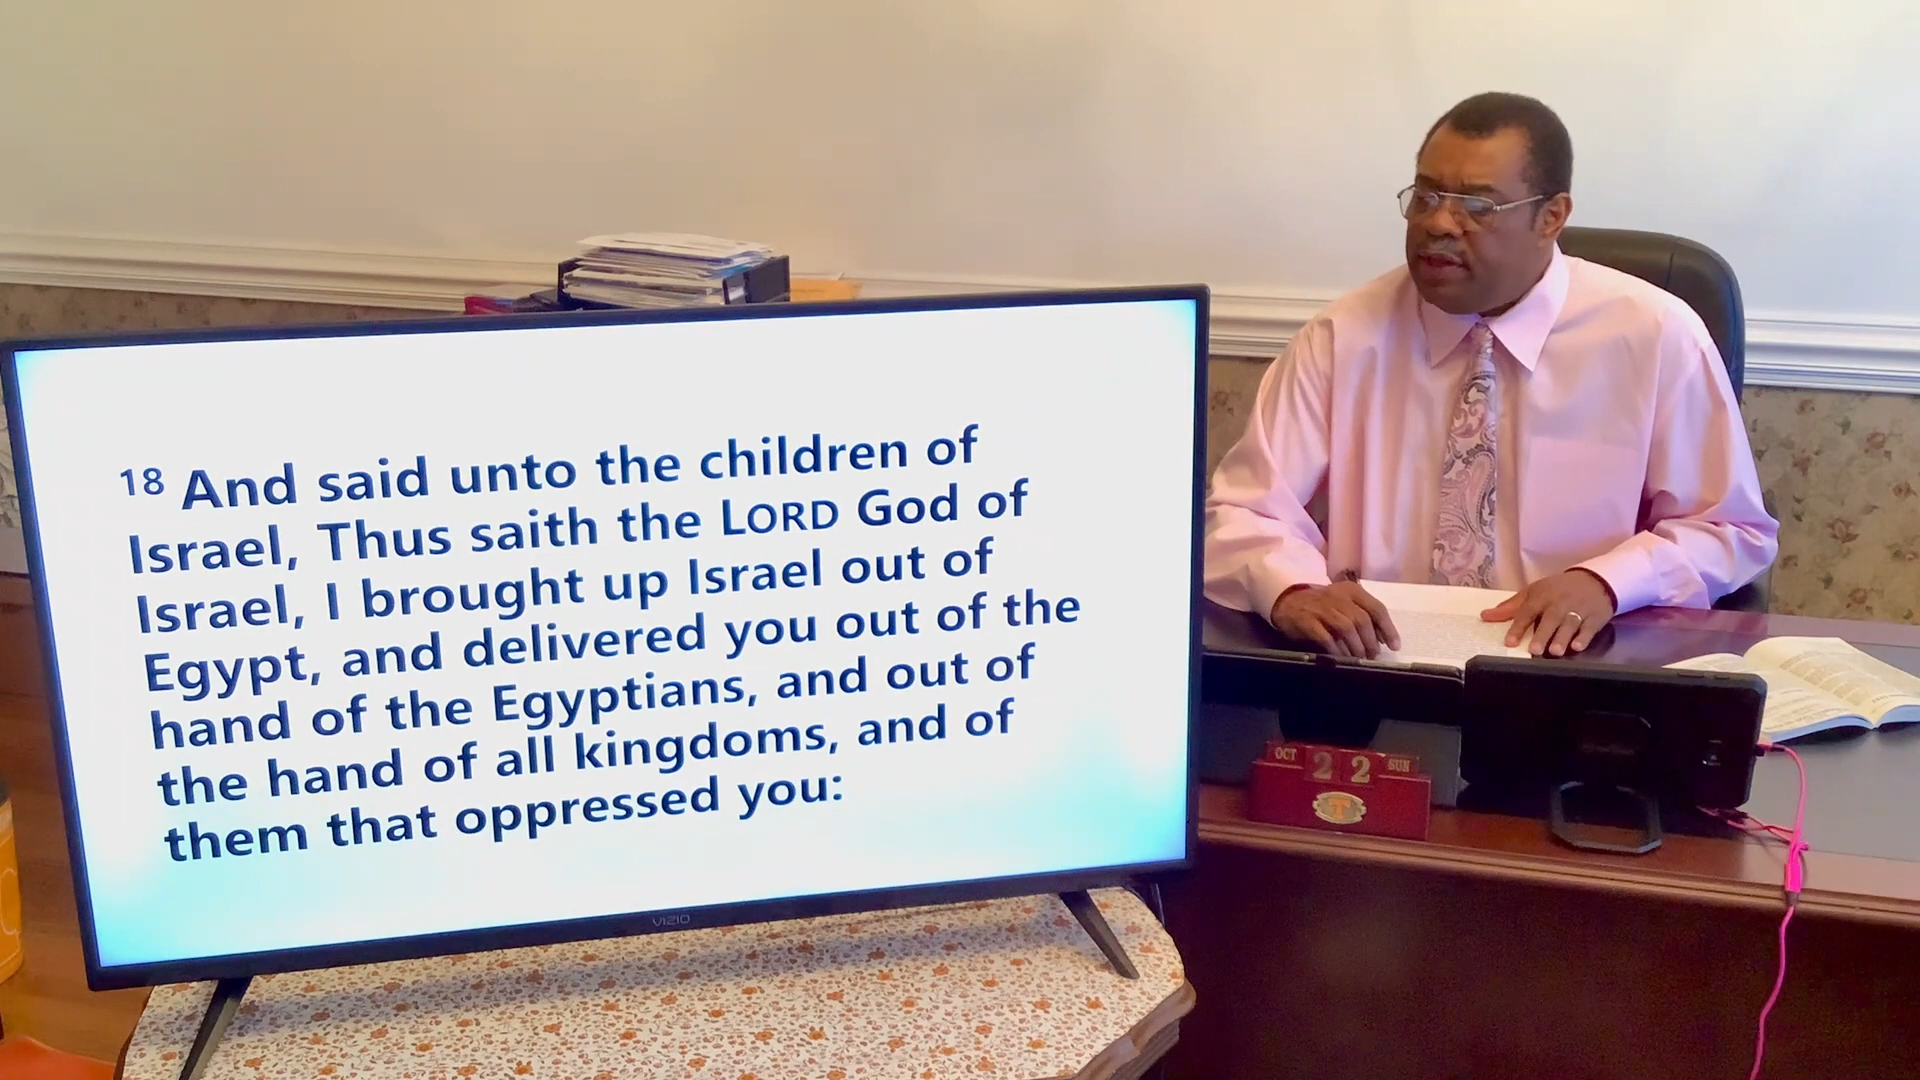 18 And said unto the children of
Israel, Thus saith the LORD God of
Israel, I brought up Israel out of
Egypt, and delivered you out of the
hand of the Egyptians, and out of
the hand of all kingdoms, and of
them that oppressed you:
VIZIO
OCT 22 SUN
T